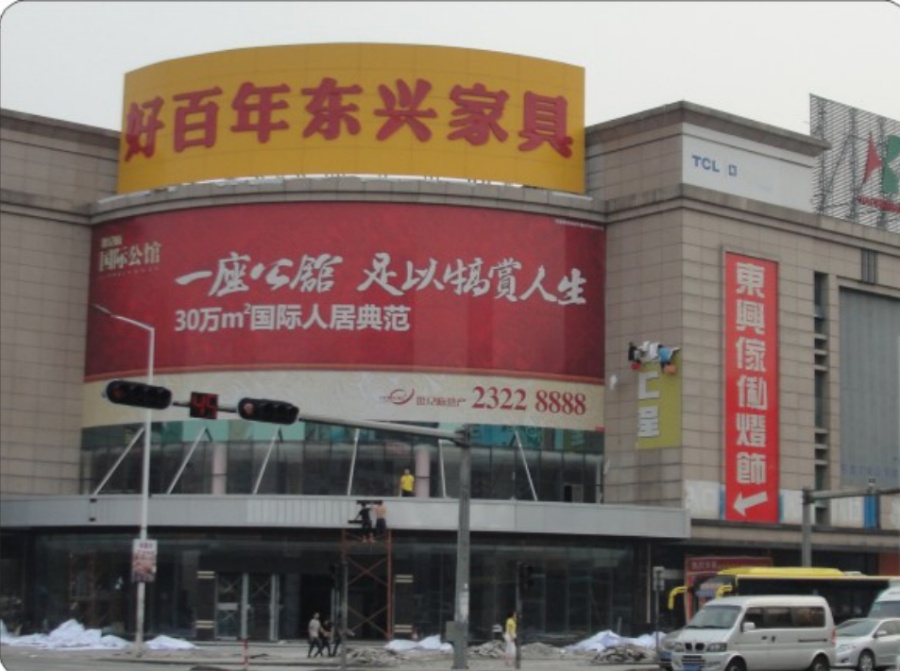 好百年东兴家具
TCL
国际公馆
一座公館 足以犒賞人生
30万m²国际人居典范
2322 8888
東興傢俬燈飾
45